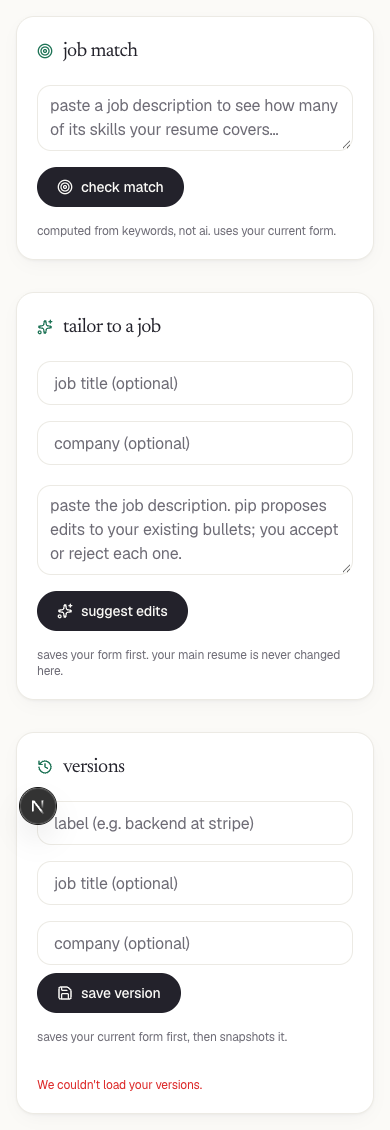 job match
paste a job description to see how many
of its skills your resume covers...
check match
computed from keywords, not ai. uses your current form.
tailor to a job
job title (optional)
company (optional)
paste the job description. pip proposes
edits to your existing bullets; you accept
or reject each one.
suggest edits
saves your form first. your main resume is never changed
here.
versions
N
label (e.g. backend at stripe)
job title (optional)
company (optional)
save version
saves your current form first, then snapshots it.
We couldn't load your versions.